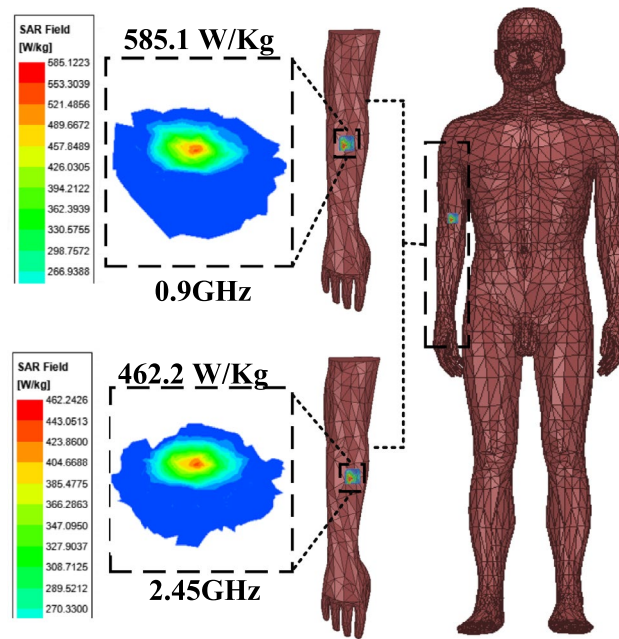 SAR Field
[W/kg]
585.1223
553.3039
521.4856
489.6672
457.8489
426.0305
394.2122
362.3939
330.5755
298.7572
266.9388
585.1 W/Kg
0.9GHz
SAR Field
[W/kg]
462.2426
443.0513
423.8600
404.6688
385.4775
366.2863
347.0950
327.9037
308.7125
289.5212
270.3300
462.2 W/Kg
2.45GHz